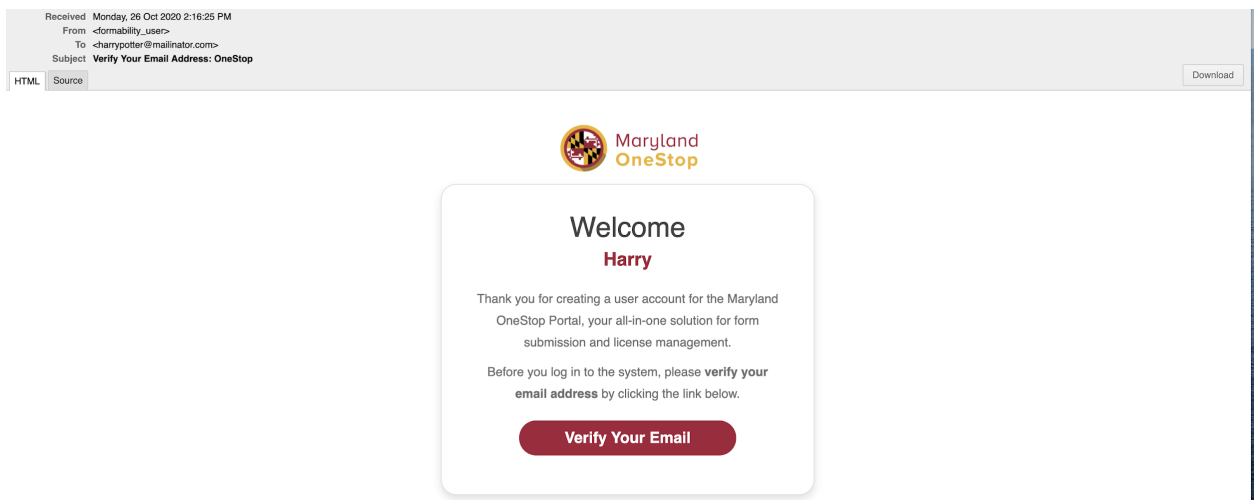 Received Monday, 26 Oct 2020 2:16:25 PM
From <formability_user>
To <harrypotter@mailinator.com>
Subject Verify Your Email Address: OneStop
HTML Source
Download
Maryland
OneStop
Welcome
Harry
Thank you for creating a user account for the Maryland
OneStop Portal, your all-in-one solution for form
submission and license management.
Before you log in to the system, please verify your
email address by clicking the link below.
Verify Your Email